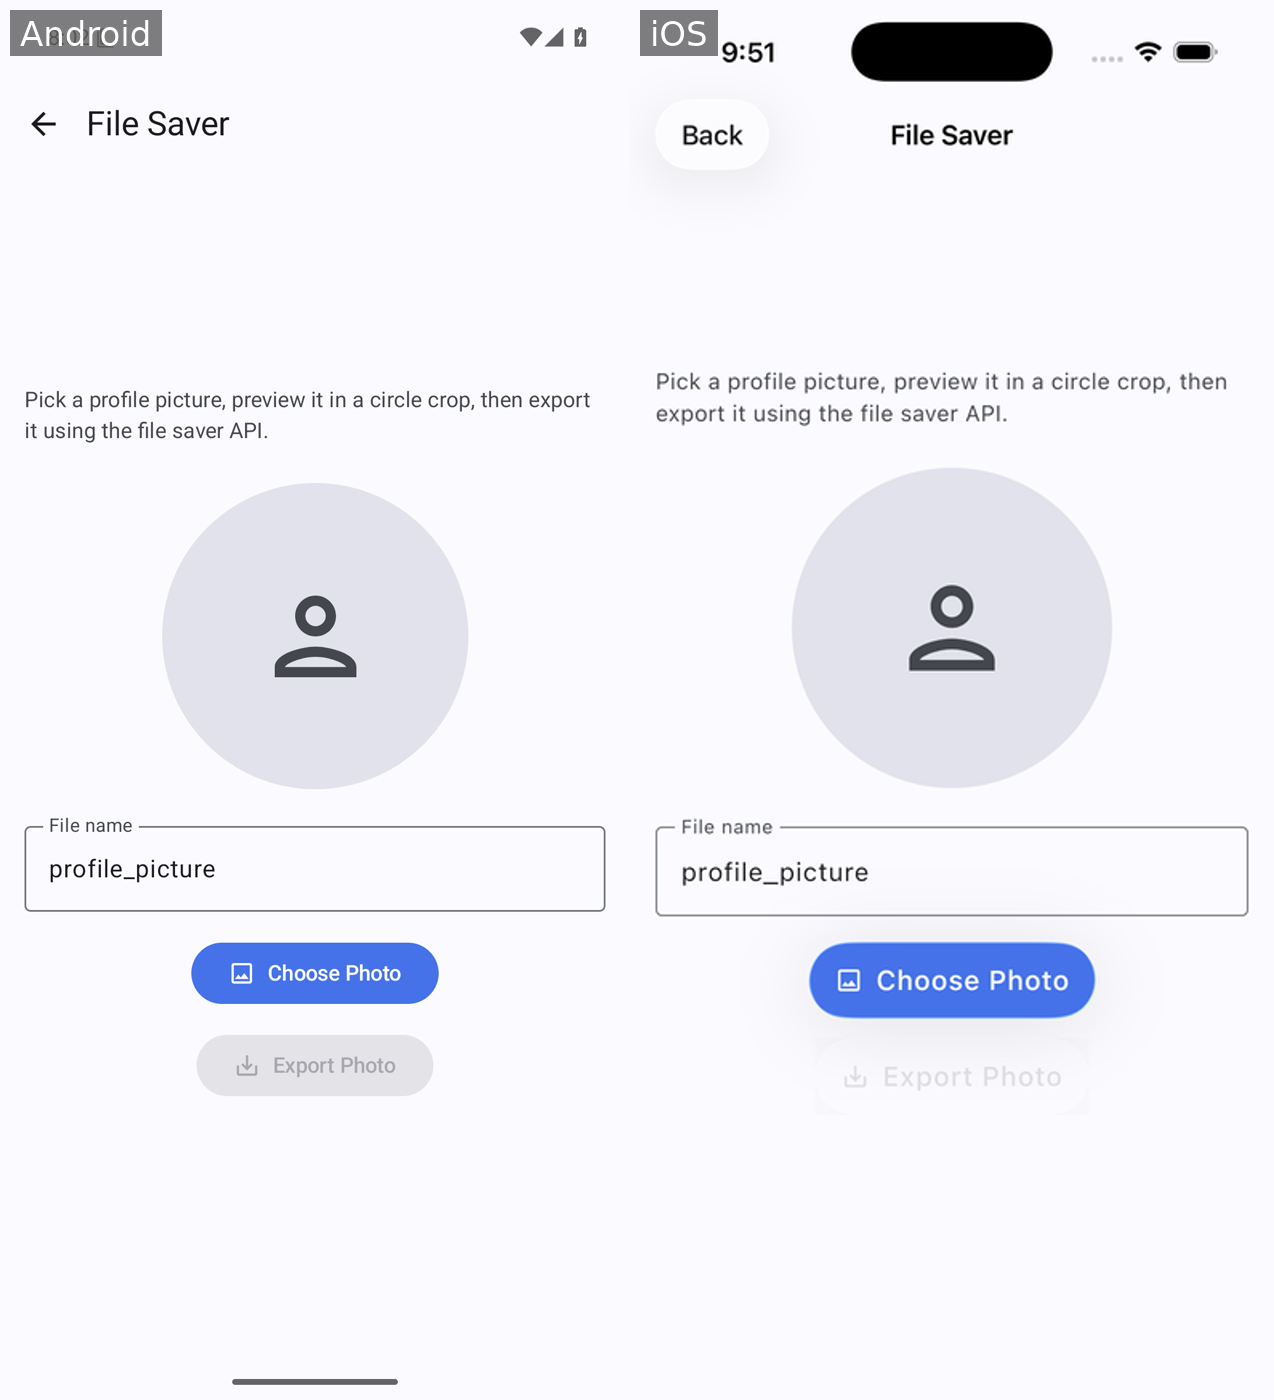 Android
File Saver
Pick a profile picture, preview it in a circle crop, then export
it using the file saver API.
File name
profile_picture
Choose Photo
Export Photo
iOS
9:51
Back
File Saver
Pick a profile picture, preview it in a circle crop, then
export it using the file saver API.
File name
profile_picture
Choose Photo
Export Photo